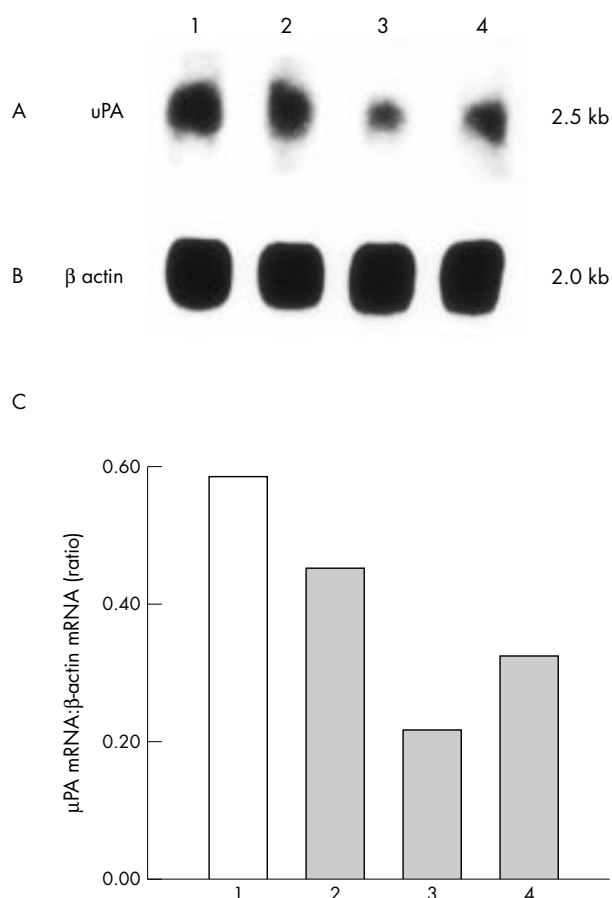 1 2 3 4
A uPA 2.5 kb
B β actin 2.0 kb
C
0.60
0.40
0.20
0.00
μPA mRNA:β-actin mRNA (ratio)
1 2 3 4